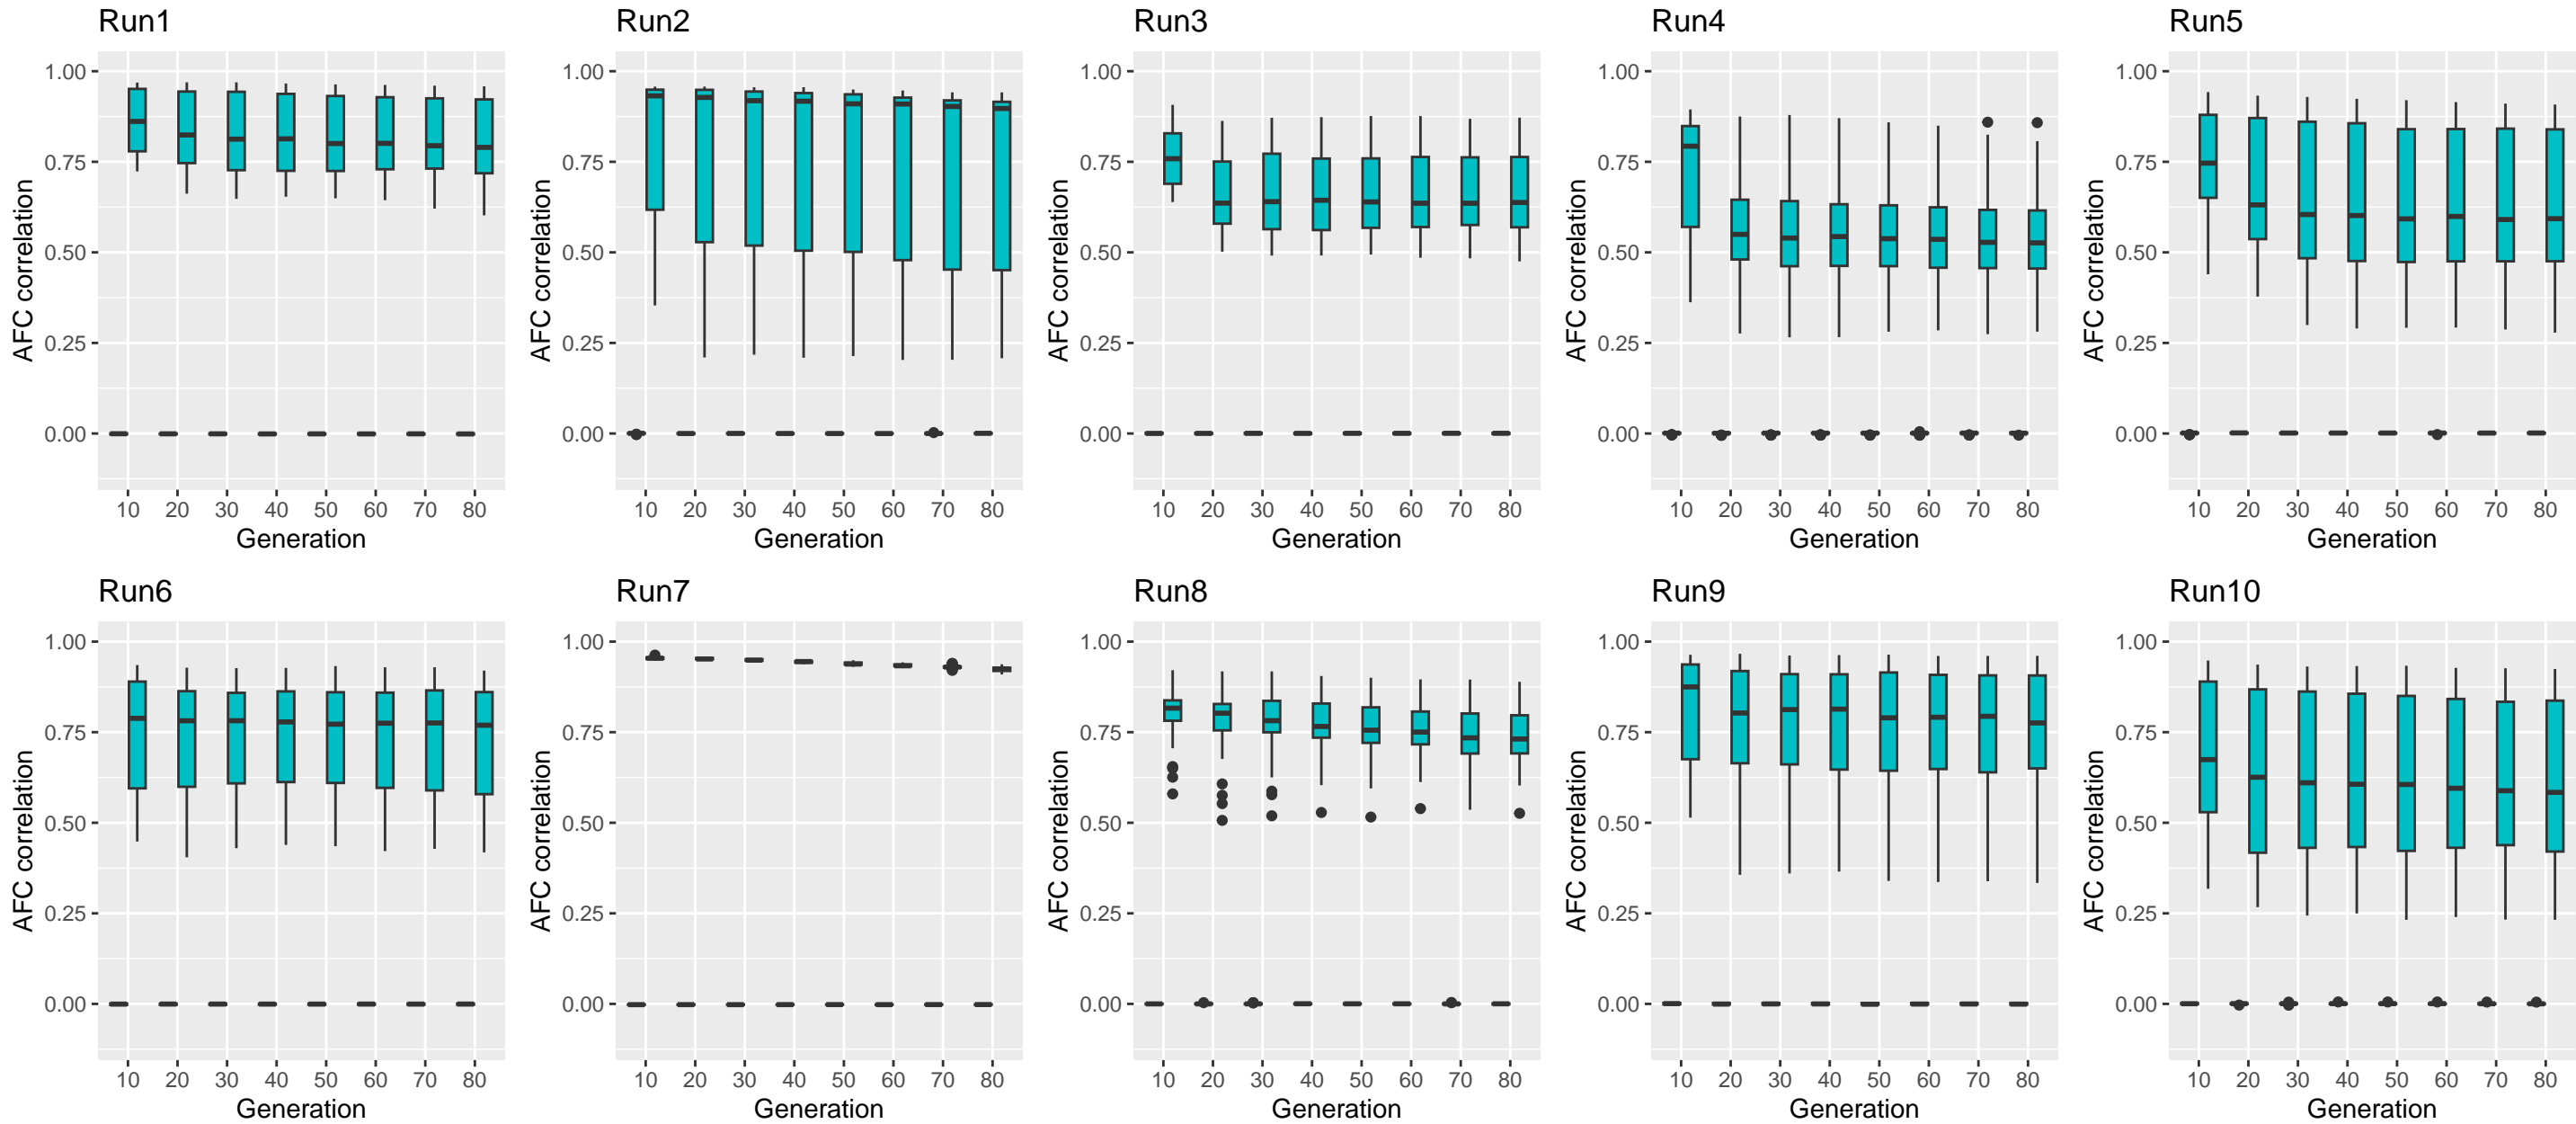 Run1 Run2 Run3 Run4 Run5
1.00 1.00 1.00 1.00 1.00
0.75 0.75 0.75 0.75 0.75
0.50 0.50 0.50 0.50 0.50
0.25 0.25 0.25 0.25 0.25
0.00 0.00 0.00 0.00 0.00
AFC correlation AFC correlation AFC correlation AFC correlation AFC correlation
10 20 30 40 50 60 70 80 10 20 30 40 50 60 70 80 10 20 30 40 50 60 70 80 10 20 30 40 50 60 70 80 10 20 30 40 50 60 70 80
Generation Generation Generation Generation Generation
Run6 Run7 Run8 Run9 Run10
1.00 1.00 1.00 1.00 1.00
0.75 0.75 0.75 0.75 0.75
0.50 0.50 0.50 0.50 0.50
0.25 0.25 0.25 0.25 0.25
0.00 0.00 0.00 0.00 0.00
AFC correlation AFC correlation AFC correlation AFC correlation AFC correlation
10 20 30 40 50 60 70 80 10 20 30 40 50 60 70 80 10 20 30 40 50 60 70 80 10 20 30 40 50 60 70 80 10 20 30 40 50 60 70 80
Generation Generation Generation Generation Generation